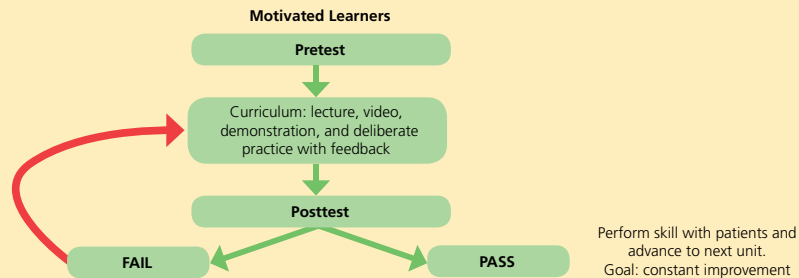 Motivated Learners
Pretest
Curriculum: lecture, video,
demonstration, and deliberate
practice with feedback
Posttest
FAIL
PASS
Perform skill with patients and
advance to next unit.
Goal: constant improvement